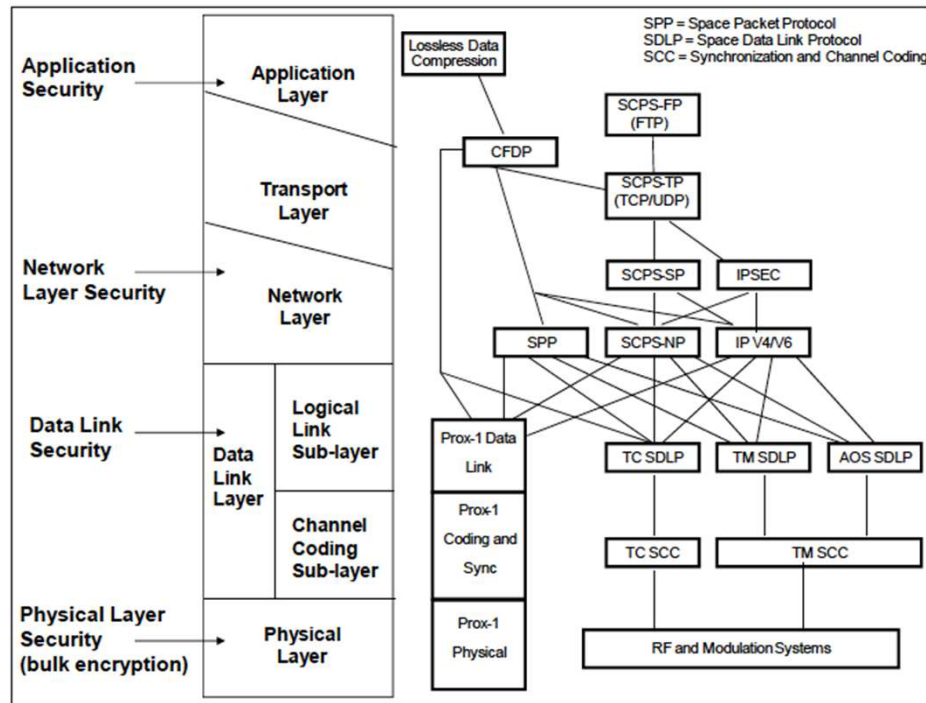 SPP = Space Packet Protocol
SDLP = Space Data Link Protocol
SCC = Synchronization and Channel Coding
Application
Security
Application
Layer
Transport
Layer
Network
Layer Security
Network
Layer
Data Link
Security
Data
Link
Layer
Logical
Link
Sub-layer
Channel
Coding
Sub-layer
Physical Layer
Security
(bulk encryption)
Physical
Layer
Lossless Data
Compression
CFDP
SCPS-FP
(FTP)
SCPS-TP
(TCP/UDP)
SCPS-SP
IPSEC
SPP
SCPS-NP
IP V4/V6
Prox-1 Data
Link
TC SDLP
TM SDLP
AOS SDLP
Prox-1
Coding and
Sync
TC SCC
TM SCC
Prox-1
Physical
RF and Modulation Systems